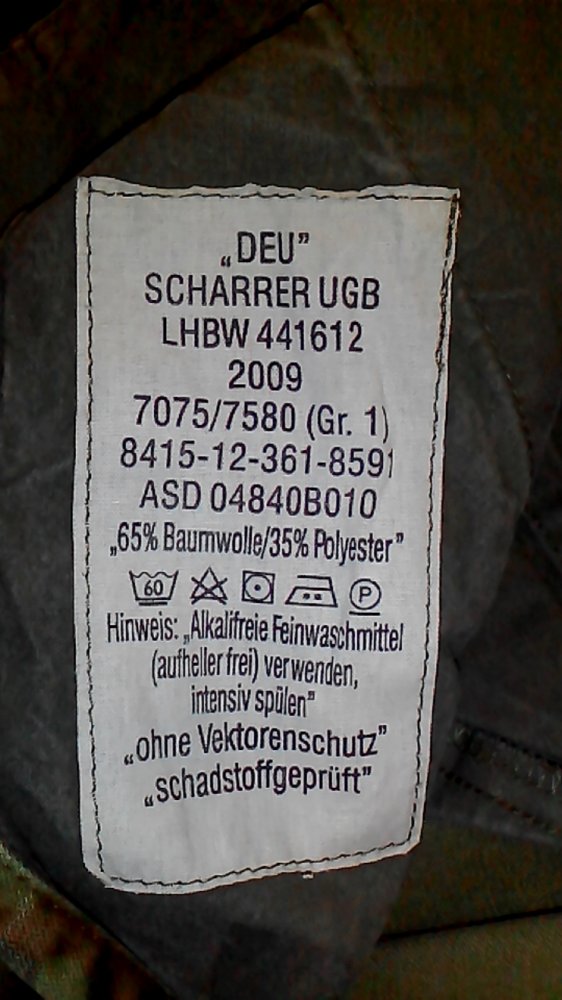 „DEU”
SCHARRER UGB
LHBW 441612
2009
7075/7580 (Gr. 1)
8415-12-361-8591
ASD 04840B010
„65% Baumwolle/35% Polyester”
60 P
Hinweis: „Alkalifreie Feinwaschmittel
(aufheller frei) verwenden,
intensiv spülen”
„ohne Vektorenschutz”
„schadstoffgeprüft”